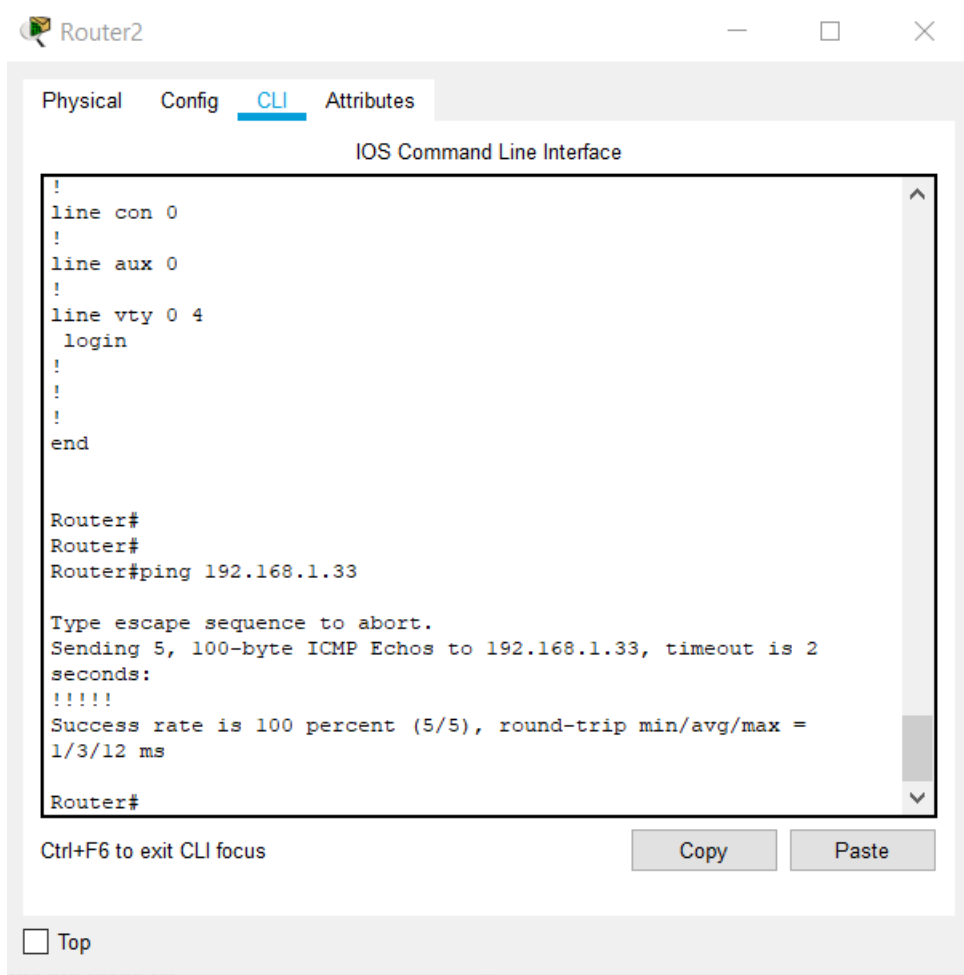 Router2
Physical Config CLI Attributes
IOS Command Line Interface
!
line con 0
!
line aux 0
!
line vty 0 4
 login
!
!
!
end
Router#
Router#
Router#ping 192.168.1.33
Type escape sequence to abort.
Sending 5, 100-byte ICMP Echos to 192.168.1.33, timeout is 2
seconds:
!!!!!
Success rate is 100 percent (5/5), round-trip min/avg/max =
1/3/12 ms
Router#
Ctrl+F6 to exit CLI focus
Copy Paste
Top